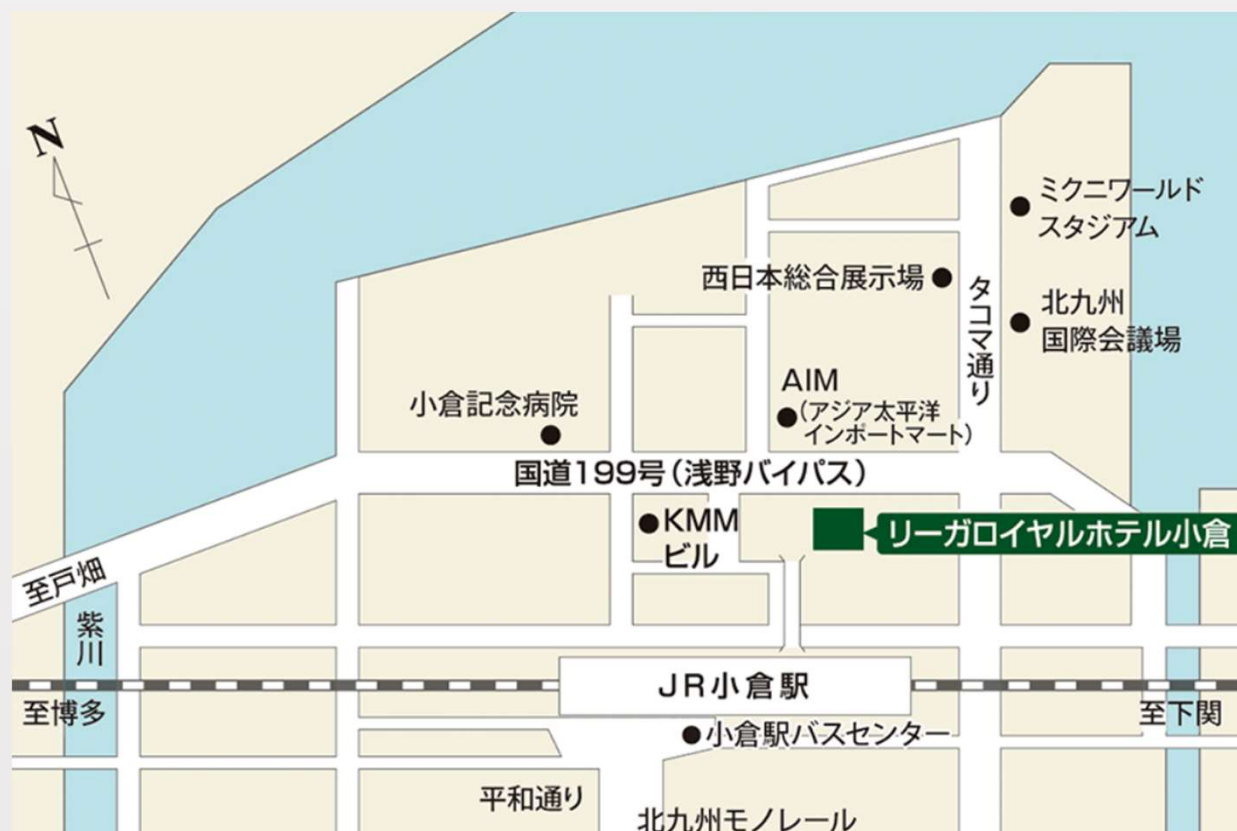 N
ミクニワールド
スタジアム
西日本総合展示場
タコマ通り
北九州
国際会議場
AIM
(アジア太平洋
インポートマート)
小倉記念病院
国道199号(浅野バイパス)
KMM
ビル
リーガロイヤルホテル小倉
至戸畑
紫川
JR小倉駅
至博多
至下関
小倉駅バスセンター
平和通り
北九州モノレール